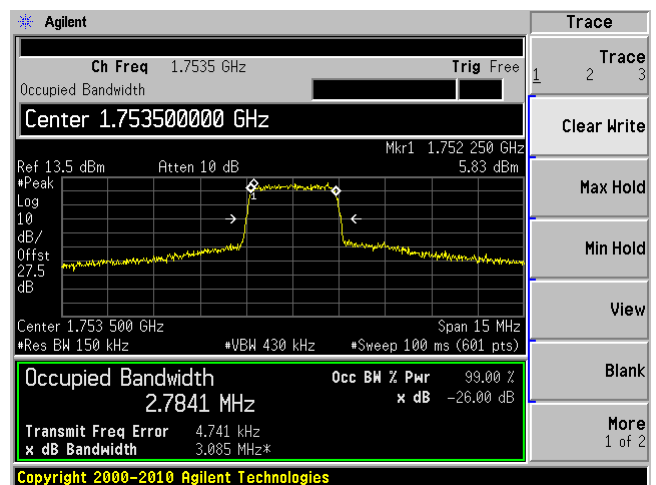 Agilent
Trace
Ch Freq 1.7535 GHz Trig Free
Occupied Bandwidth
Center 1.753500000 GHz
Mkr1 1.752 250 GHz
Ref 13.5 dBm Atten 10 dB 5.83 dBm
#Peak
Log
10
dB/
Offst
27.5
dB
1
Center 1.753 500 GHz Span 15 MHz
#Res BW 150 kHz #VBW 430 kHz #Sweep 100 ms (601 pts)
Occupied Bandwidth Occ BW % Pwr 99.00 %
2.7841 MHz x dB -26.00 dB
Transmit Freq Error 4.741 kHz
x dB Bandwidth 3.085 MHz*
Copyright 2000-2010 Agilent Technologies
Trace
1 2 3
Clear Write
Max Hold
Min Hold
View
Blank
More
1 of 2